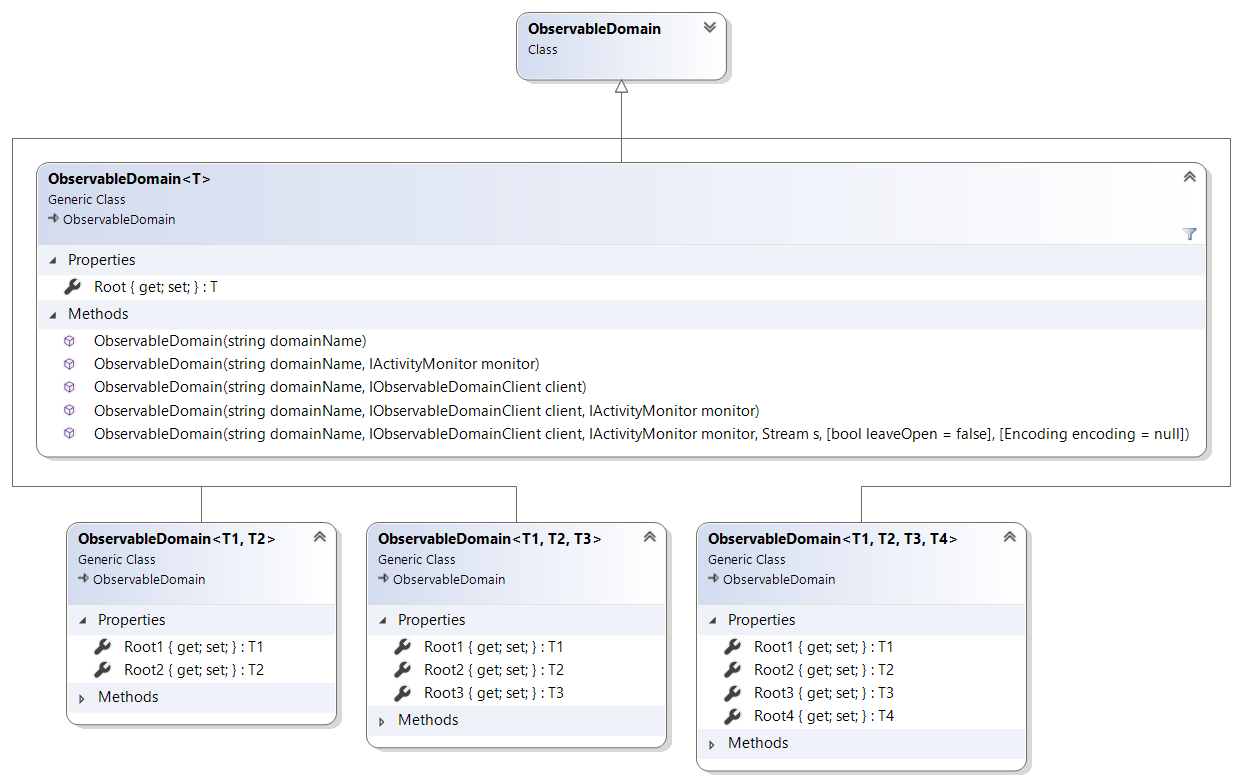 ObservableDomain
Class
ObservableDomain<T>
Generic Class
ObservableDomain
Properties
Root { get; set; } : T
Methods
ObservableDomain(string domainName)
ObservableDomain(string domainName, IActivityMonitor monitor)
ObservableDomain(string domainName, IObservableDomainClient client)
ObservableDomain(string domainName, IObservableDomainClient client, IActivityMonitor monitor)
ObservableDomain(string domainName, IObservableDomainClient client, IActivityMonitor monitor, Stream s, [bool leaveOpen = false], [Encoding encoding = null])
ObservableDomain<T1, T2>
Generic Class
ObservableDomain
Properties
Root1 { get; set; } : T1
Root2 { get; set; } : T2
Methods
ObservableDomain<T1, T2, T3>
Generic Class
ObservableDomain
Properties
Root1 { get; set; } : T1
Root2 { get; set; } : T2
Root3 { get; set; } : T3
Methods
ObservableDomain<T1, T2, T3, T4>
Generic Class
ObservableDomain
Properties
Root1 { get; set; } : T1
Root2 { get; set; } : T2
Root3 { get; set; } : T3
Root4 { get; set; } : T4
Methods